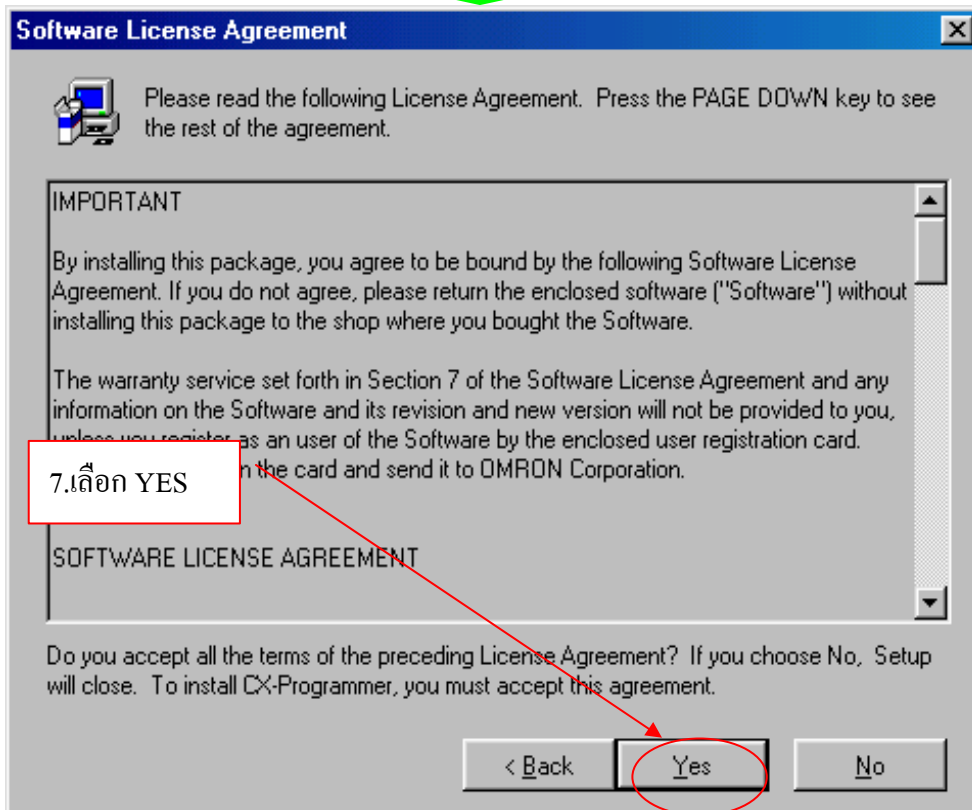 Software License Agreement
Please read the following License Agreement. Press the PAGE DOWN key to see
the rest of the agreement.
IMPORTANT
By installing this package, you agree to be bound by the following Software License
Agreement. If you do not agree, please return the enclosed software ("Software") without
installing this package to the shop where you bought the Software.
The warranty service set forth in Section 7 of the Software License Agreement and any
information on the Software and its revision and new version will not be provided to you,
unless you register as an user of the Software by the enclosed user registration card.
the card and send it to OMRON Corporation.
7.เลือก YES
SOFTWARE LICENSE AGREEMENT
Do you accept all the terms of the preceding License Agreement? If you choose No, Setup
will close. To install CX-Programmer, you must accept this agreement.
< Back Yes No